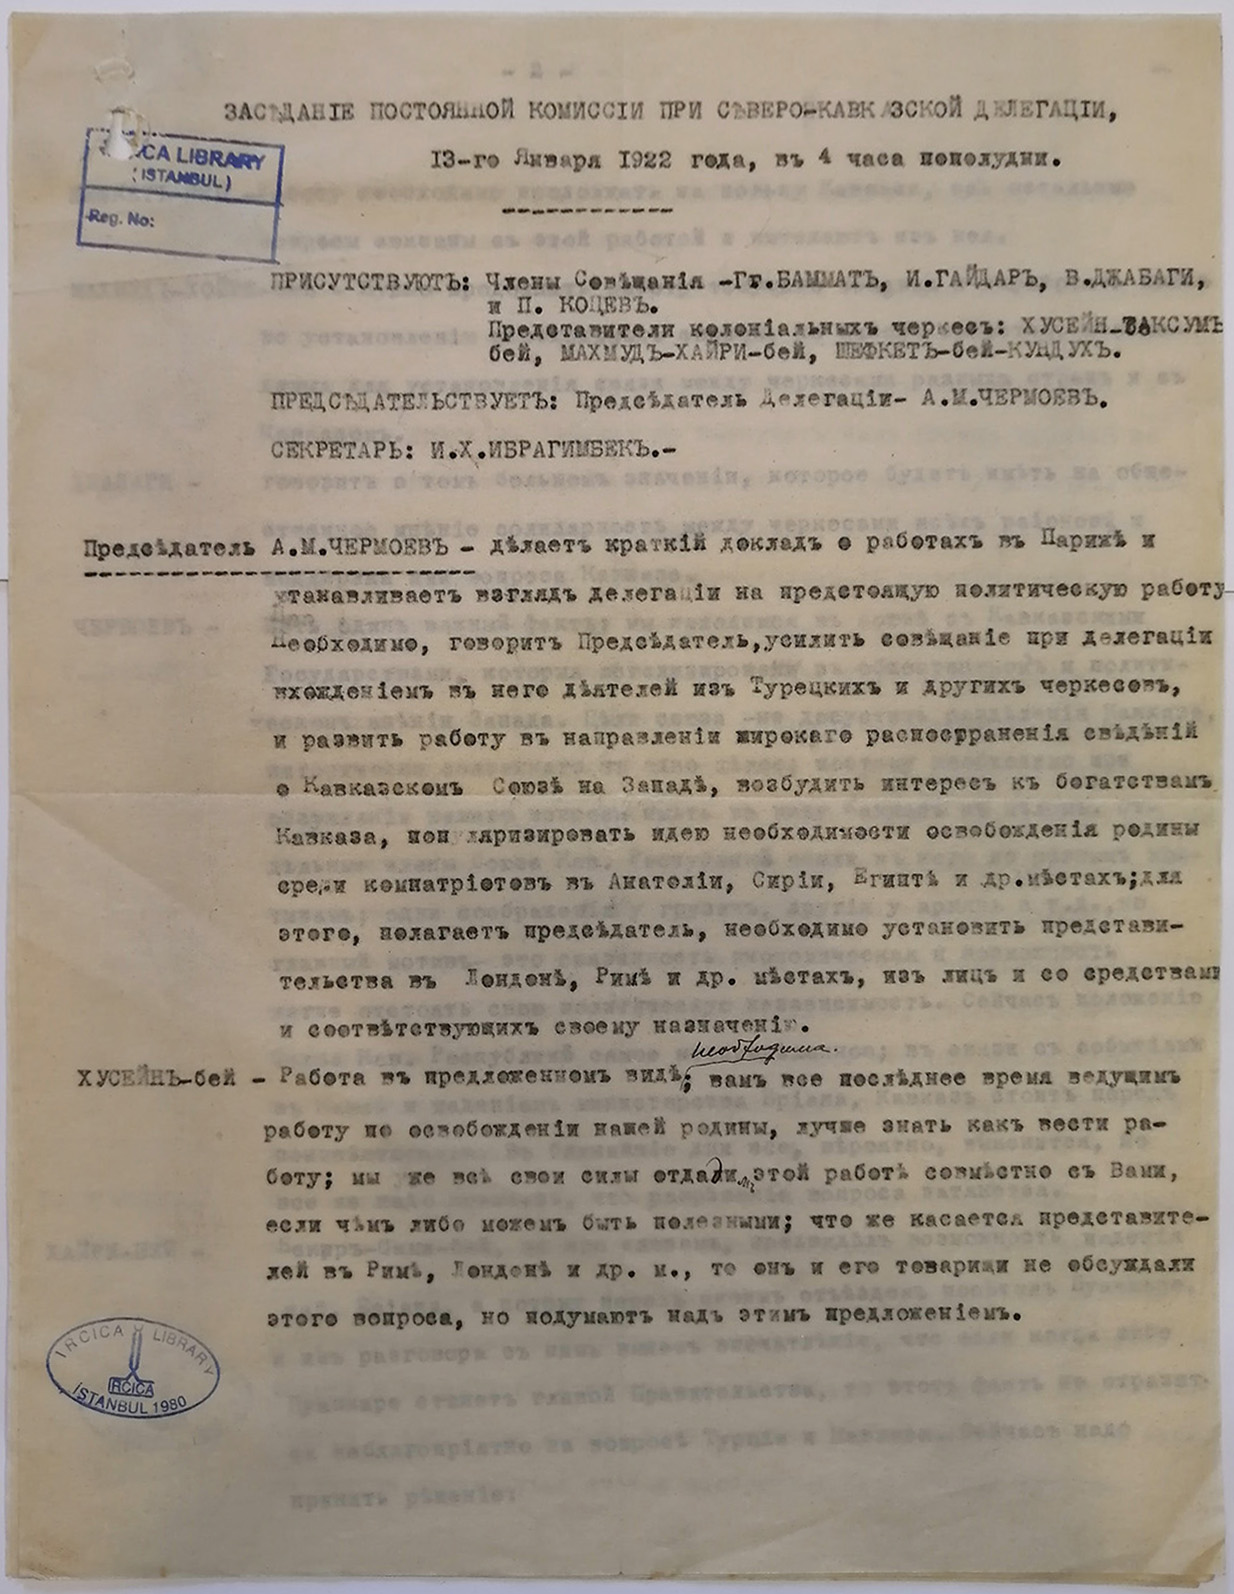 ЗАСѢДАНІЕ ПОСТОЯННОЙ КОМИССІИ ПРИ СѢВЕРО-КАВКАЗСКОЙ ДЕЛЕГАЦІИ,
13-го Января 1922 года, въ 4 часа пополудни.
IRCICA LIBRARY
(ISTANBUL)
Reg. No:
ПРИСУТСТВУЮТЪ: Члены Совѣщанія -Гг.БАММАТЪ, И.ГАЙДАРЪ, В.ДЖАБАГИ,
и П. КОЦЕВЪ.
Представители колоніальныхъ черкесъ: ХУСЕЙН-ТАКСУМЪ
бей, МАХМУДЪ-ХАЙРИ-бей, ШЕФКЕТЪ-бей-КУНДУХЪ.
ПРЕДСѢДАТЕЛЬСТВУЕТЪ: Предсѣдатель Делегаціи- А.М.ЧЕРМОЕВЪ.
СЕКРЕТАРЬ: И.Х.ИБРАГИМБЕКЪ.-
Предсѣдатель А.М.ЧЕРМОЕВЪ - дѣлаетъ краткій докладъ о работахъ въ Парижѣ и
утанавливаетъ взглядъ делегаціи на предстоящую политическую работу
Необходимо, говоритъ Предсѣдатель,усилить совѣщаніе при делегаціи
вхожденіемъ въ него дѣятелей изъ Турецкихъ и другихъ черкесовъ,
и развить работу въ направленіи широкаго распостраненія свѣдѣній
о Кавказскомъ Союзѣ на Западѣ, возбудить интересъ къ богатствамъ
Кавказа, популяризировать идею необходимости освобожденія родины
среди компатріотовъ въ Анатоліи, Сиріи, Египтѣ и др.мѣстахъ;для
этого, полагаетъ предсѣдатель, необходимо установить представи-
тельства въ Лондонѣ, Римѣ и др. мѣстахъ, изъ лицъ и со средствами
и соотвѣтствующихъ своему назначенію.
необходима.
ХУСЕЙНЪ-бей - Работа въ предложенномъ видѣ; вамъ все послѣднее время ведущимъ
работу по освобожденіи нашей родины, лучше знать какъ вести ра-
боту; мы же всѣ свои силы отдадимъ этой работѣ совмѣстно съ Вами,
если чѣмъ либо можемъ быть полезными; что же касается представите-
лей въ Римѣ, Лондонѣ и др. м., то онъ и его товарищи не обсуждали
этого вопроса, но подумаютъ надъ этимъ предложеніемъ.
IRCICA LIBRARY
IRCICA
İSTANBUL 1980